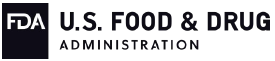 FDA
U.S. FOOD & DRUG
ADMINISTRATION